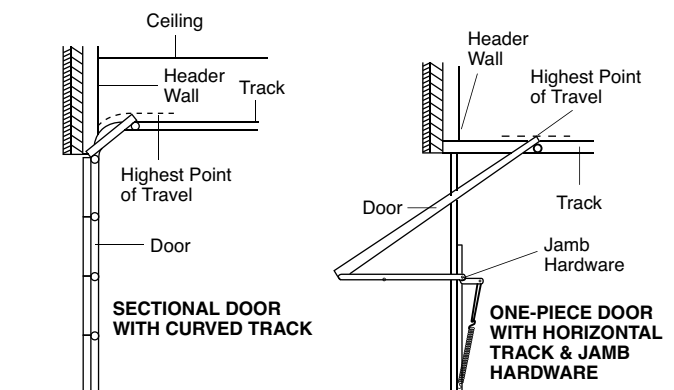 Ceiling
Header
Wall
Track
Highest Point
of Travel
Door
SECTIONAL DOOR
WITH CURVED TRACK
Header
Wall
Highest Point
of Travel
Door
Track
Jamb
Hardware
ONE-PIECE DOOR
WITH HORIZONTAL
TRACK & JAMB
HARDWARE